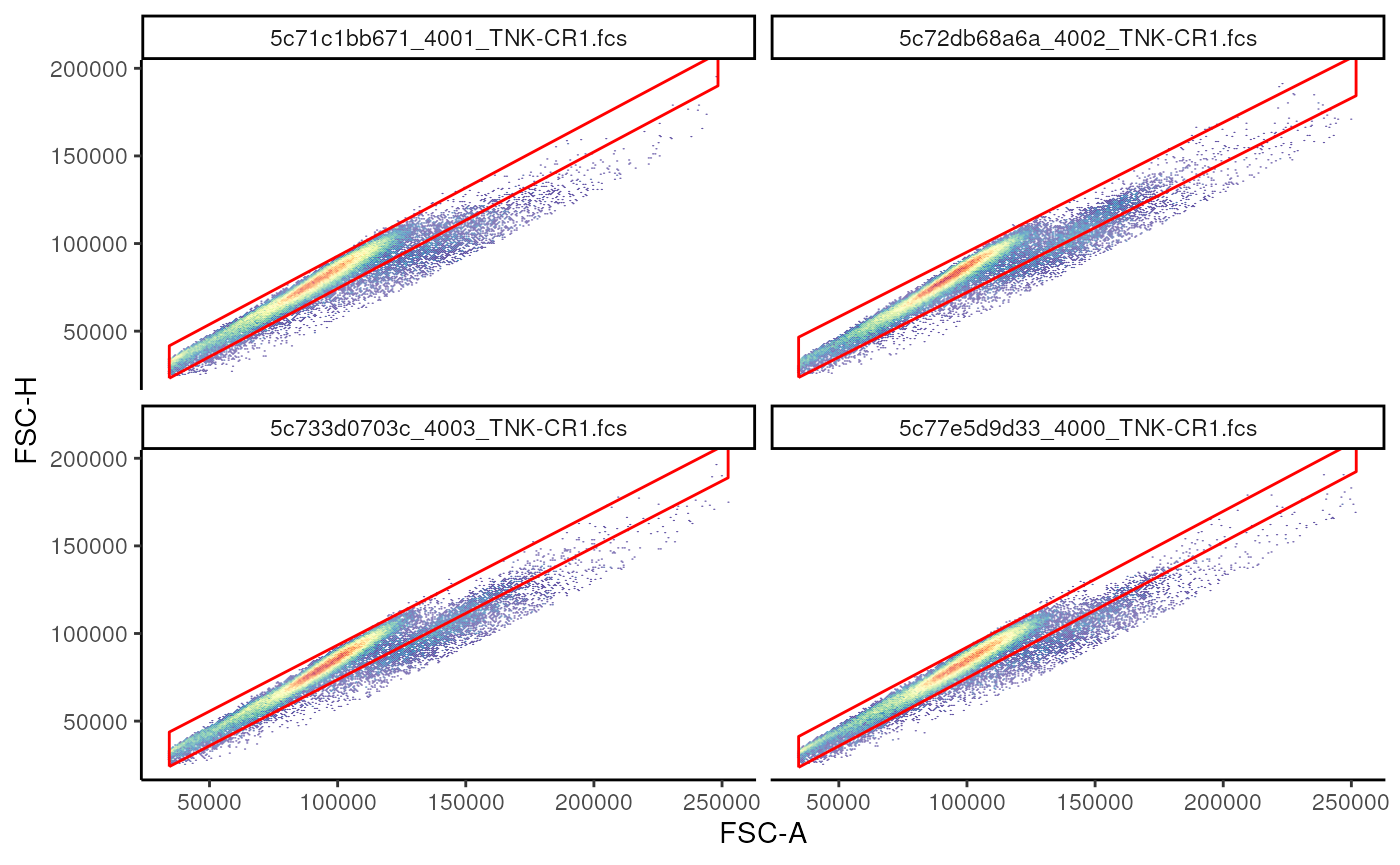 5c71c1bb671_4001_TNK-CR1.fcs
5c72db68a6a_4002_TNK-CR1.fcs
200000
150000
100000
50000
5c733d0703c_4003_TNK-CR1.fcs
5c77e5d9d33_4000_TNK-CR1.fcs
200000
150000
100000
50000
FSC-H
50000 100000 150000 200000 250000
50000 100000 150000 200000 250000
FSC-A